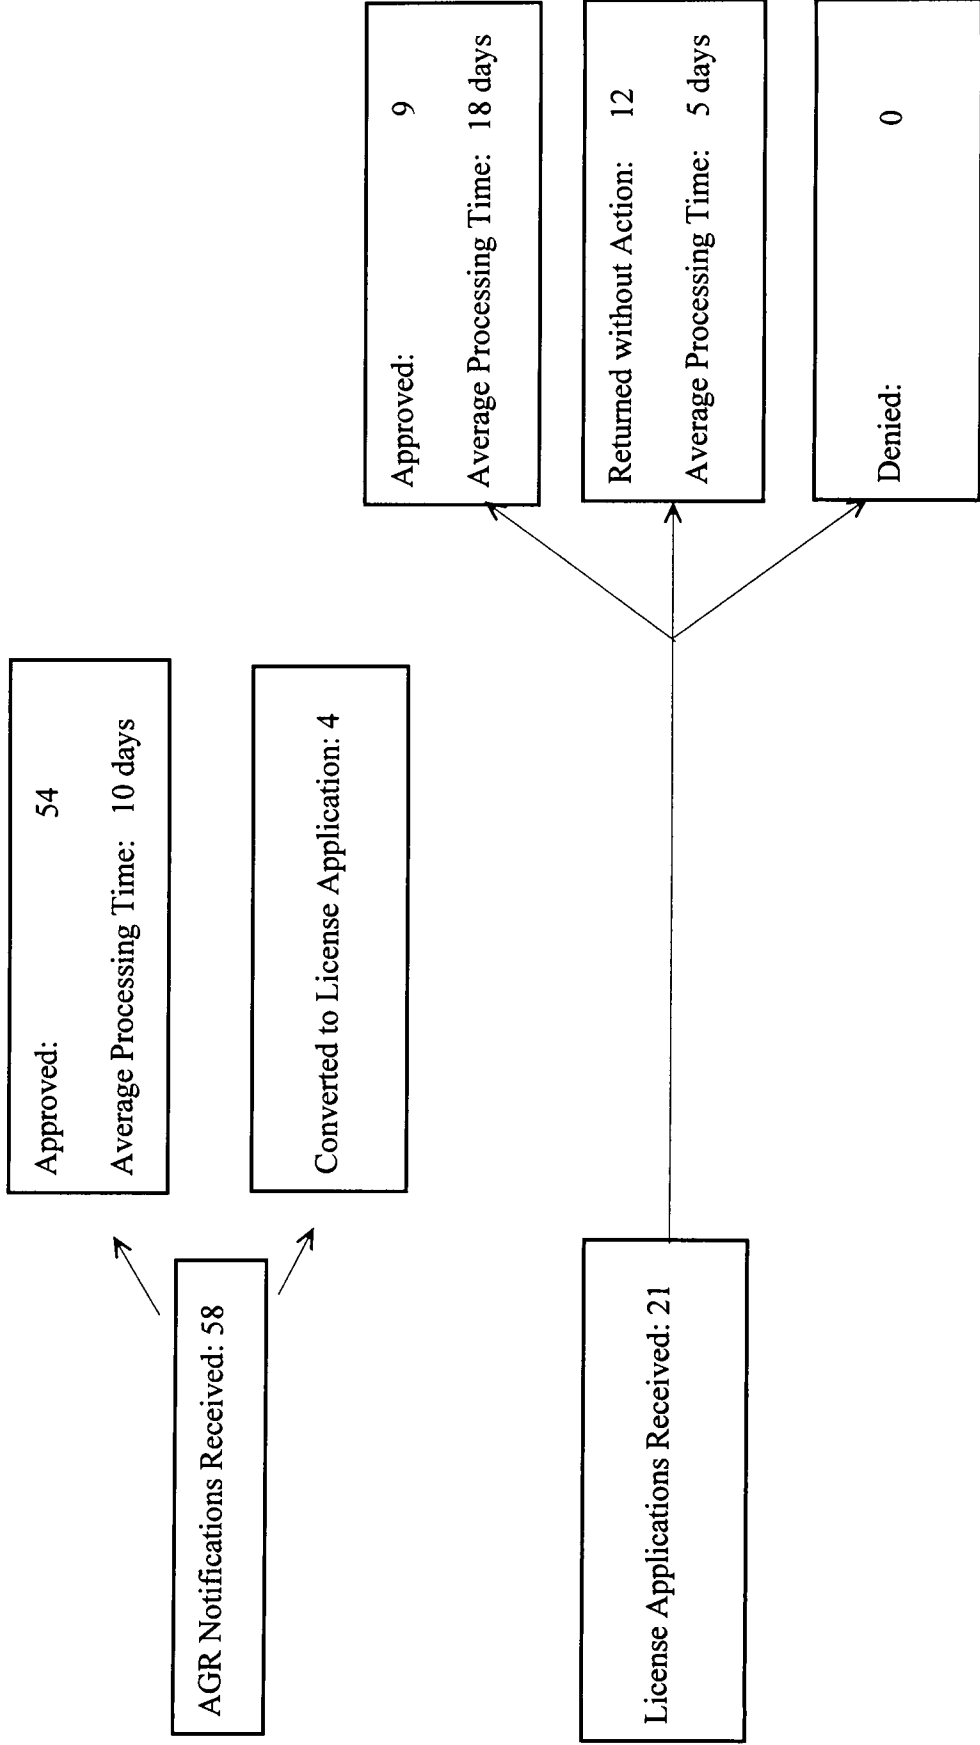 AGR Notifications Received: 58
Approved: 54
Average Processing Time: 10 days
Converted to License Application: 4
License Applications Received: 21
Approved: 9
Average Processing Time: 18 days
Returned without Action: 12
Average Processing Time: 5 days
Denied: 0